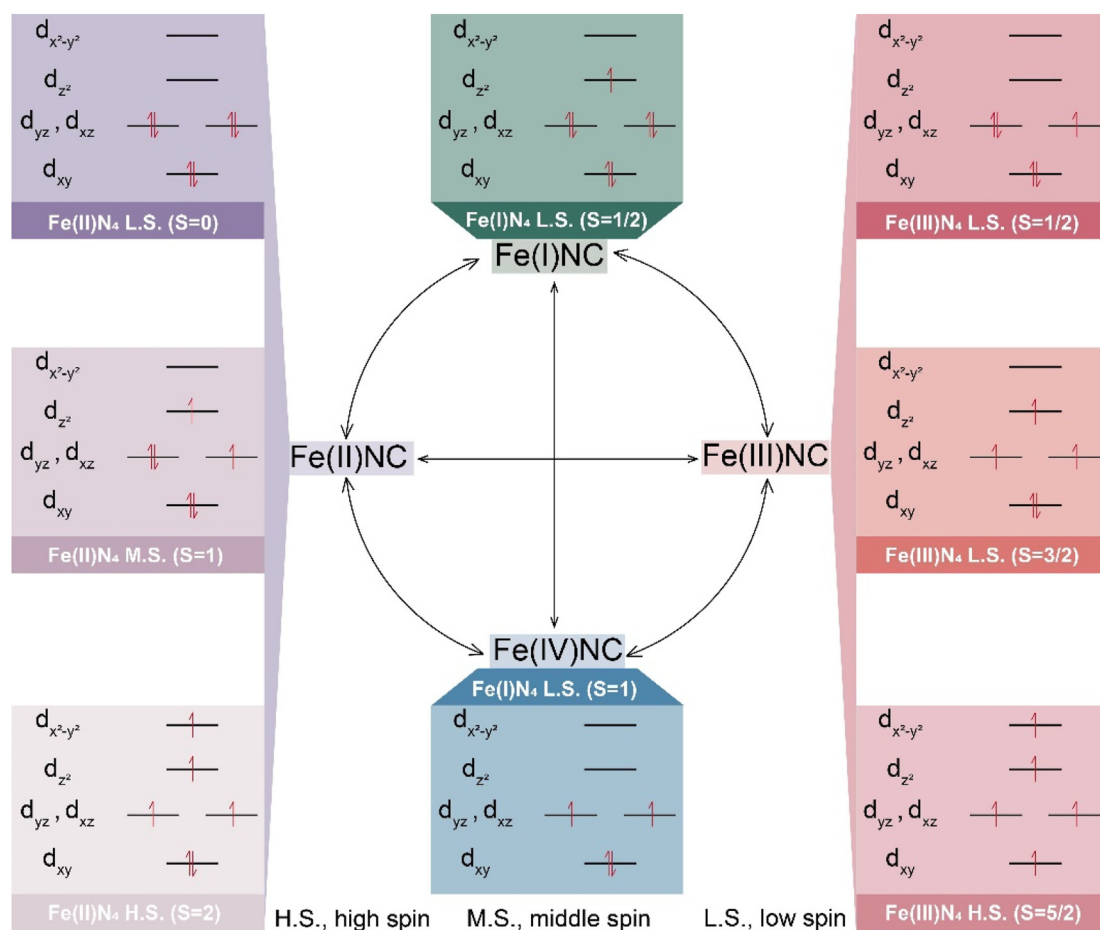 dx²-y²
dz²
dyz , dxz
dxy
Fe(II)N₄ L.S. (S=0)
dx²-y²
dz²
dyz , dxz
dxy
Fe(I)N₄ L.S. (S=1/2)
Fe(I)NC
dx²-y²
dz²
dyz , dxz
dxy
Fe(III)N₄ L.S. (S=1/2)
dx²-y²
dz²
dyz , dxz
dxy
Fe(II)N₄ M.S. (S=1)
Fe(II)NC
Fe(III)NC
dx²-y²
dz²
dyz , dxz
dxy
Fe(III)N₄ L.S. (S=3/2)
Fe(IV)NC
Fe(I)N₄ L.S. (S=1)
dx²-y²
dz²
dyz , dxz
dxy
dx²-y²
dz²
dyz , dxz
dxy
Fe(II)N₄ H.S. (S=2)
dx²-y²
dz²
dyz , dxz
dxy
Fe(III)N₄ H.S. (S=5/2)
H.S., high spin M.S., middle spin L.S., low spin